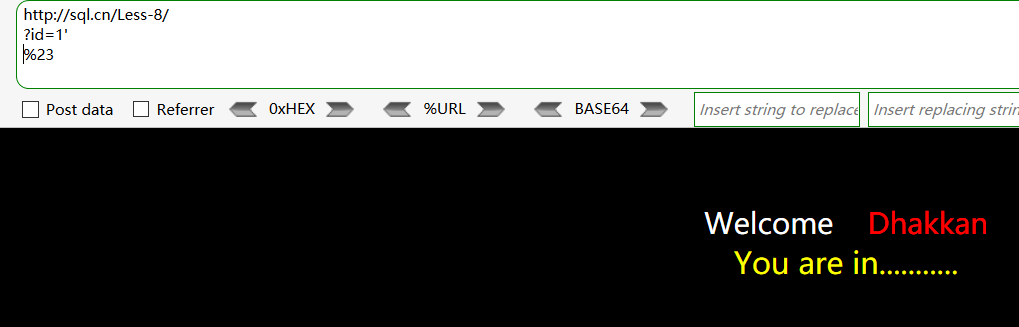 http://sql.cn/Less-8/
?id=1'
%23
Post data Referrer 0xHEX %URL BASE64 Insert string to replace Insert replacing strin
Welcome Dhakkan
You are in...........